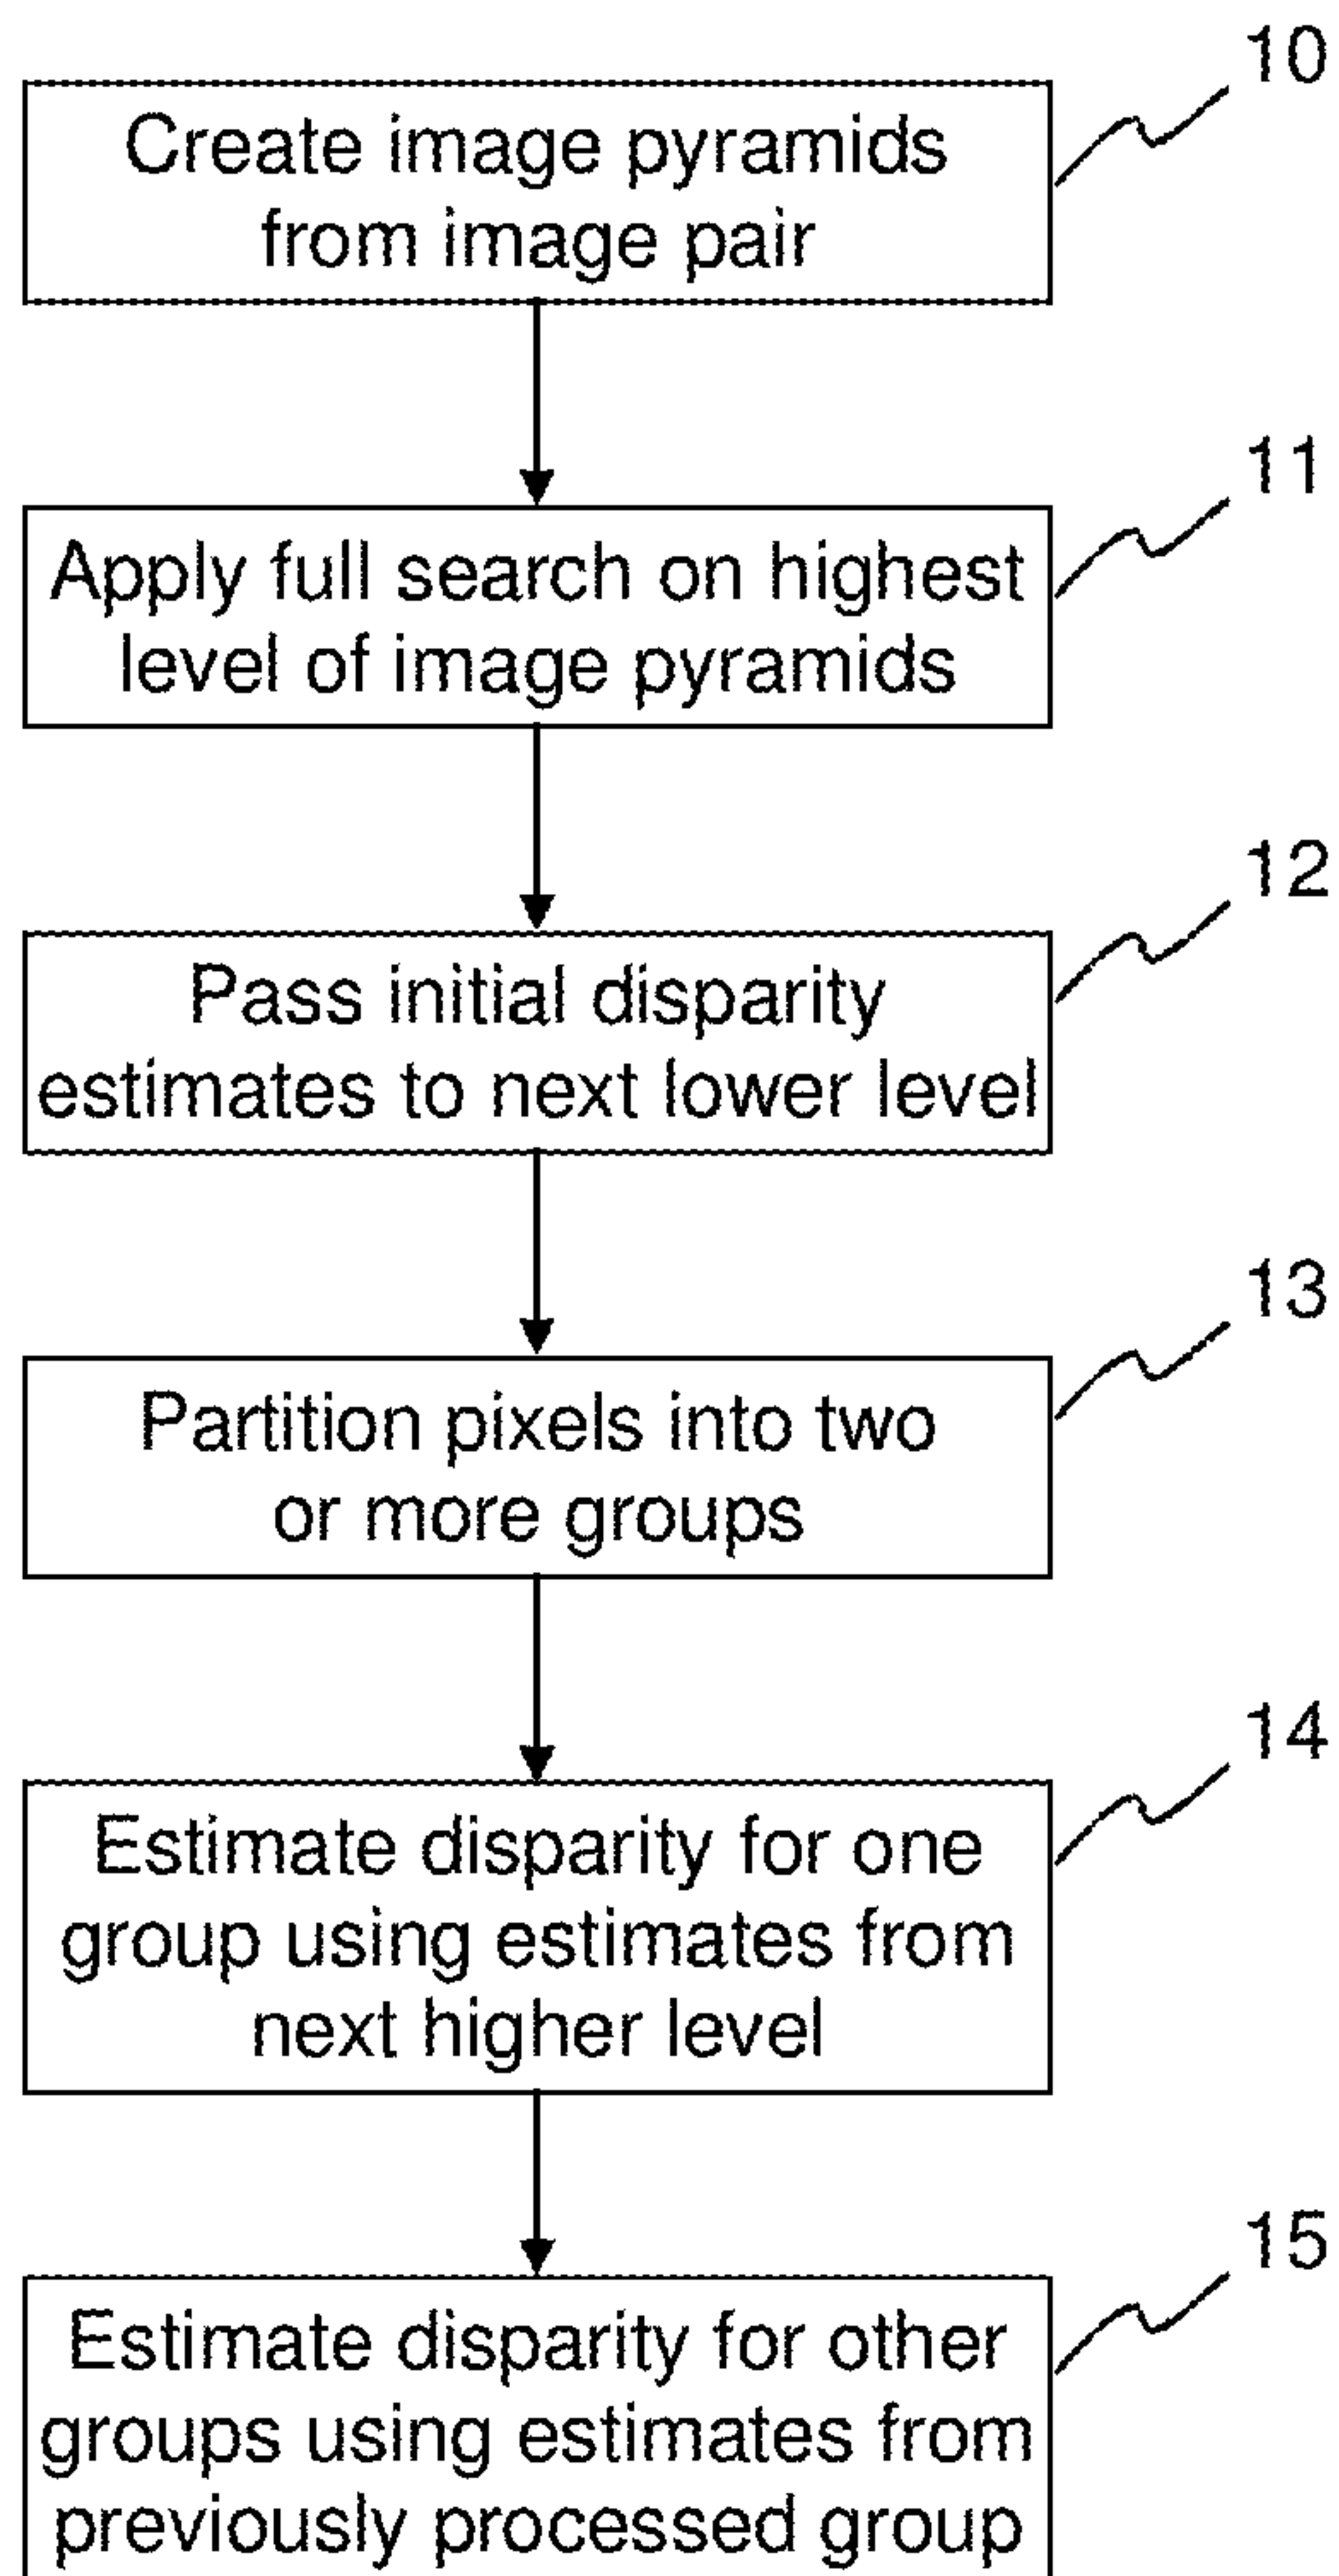 10
Create image pyramids
from image pair
11
Apply full search on highest
level of image pyramids
12
Pass initial disparity
estimates to next lower level
13
Partition pixels into two
or more groups
14
Estimate disparity for one
group using estimates from
next higher level
15
Estimate disparity for other
groups using estimates from
previously processed group